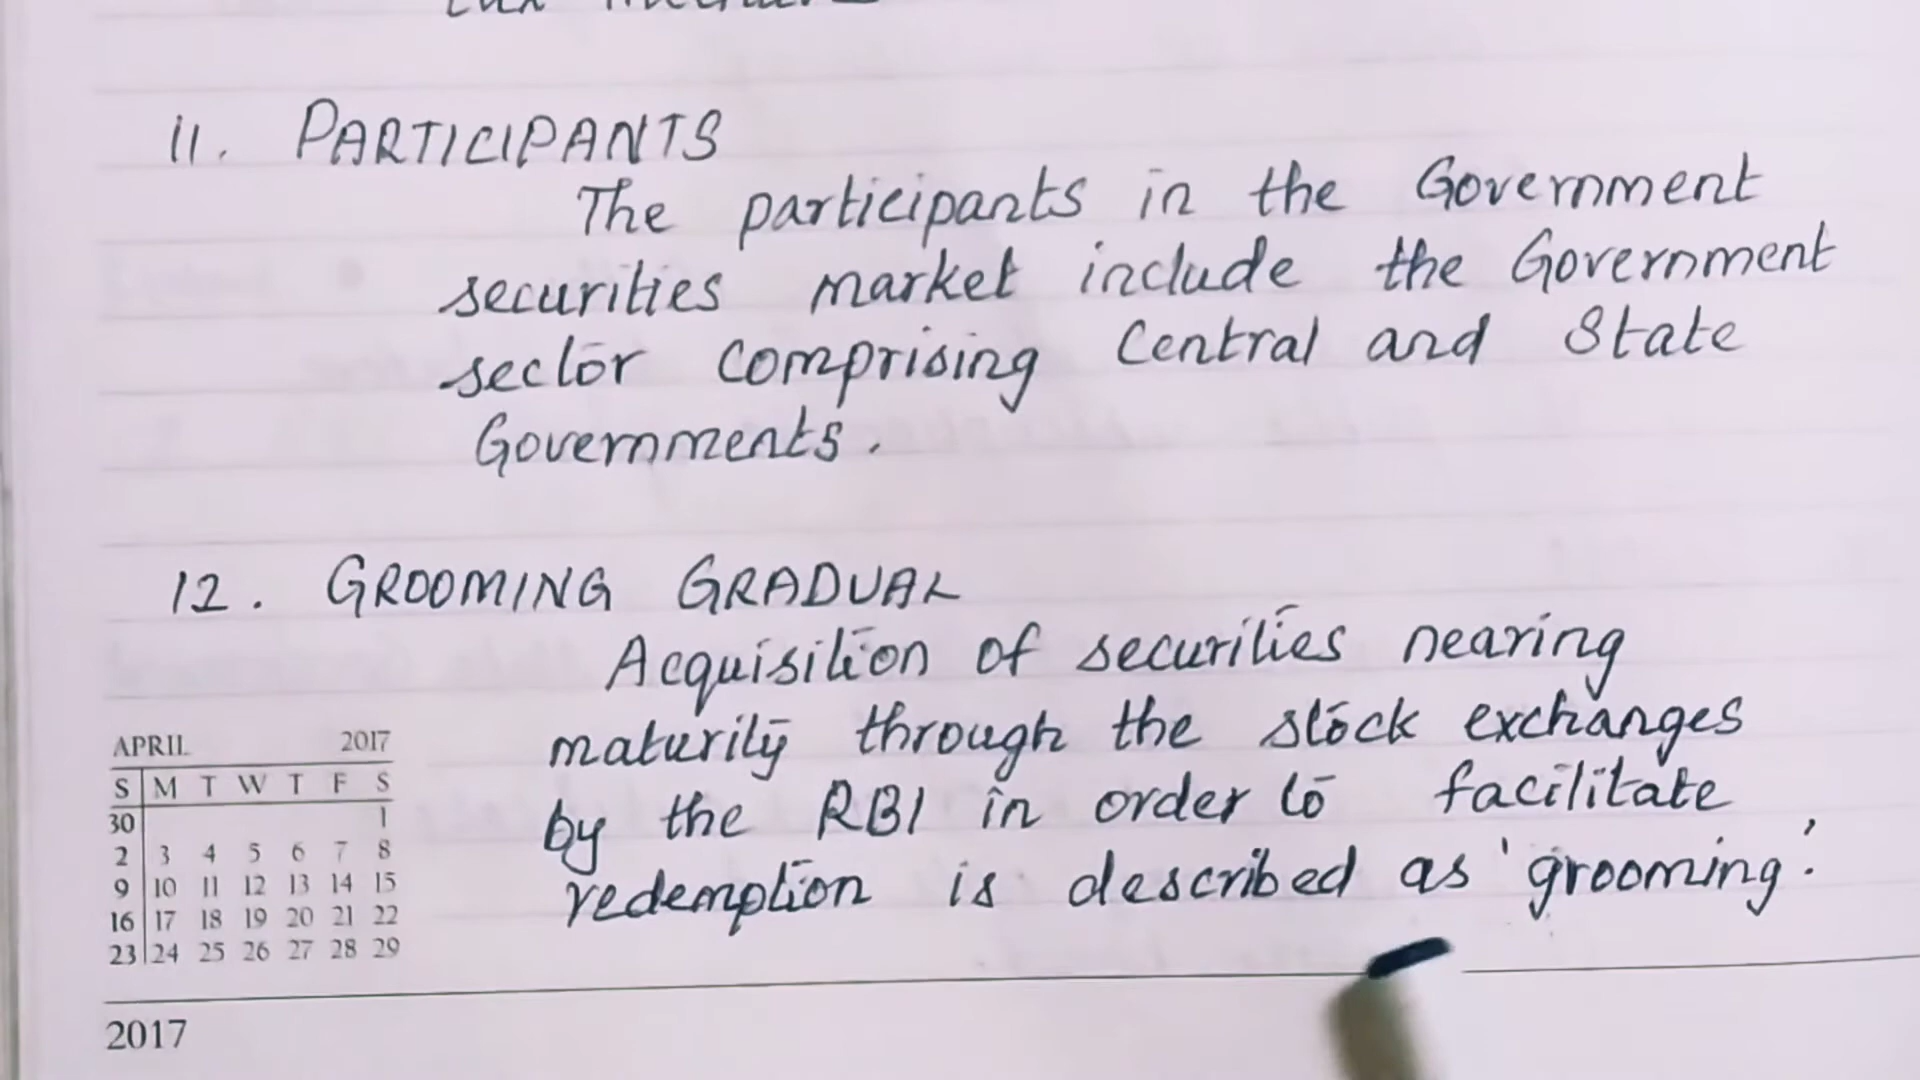 11. PARTICIPANTS
The participants in the Government
securities market include the Government
sector comprising Central and State
Governments.
12. GROOMING GRADUAL
Acquisition of securities nearing
maturity through the stock exchanges
by the RBI in order to facilitate
redemption is described as 'grooming'.
APRIL 2017
S M T W T F S
30 1
2 3 4 5 6 7 8
9 10 11 12 13 14 15
16 17 18 19 20 21 22
23 24 25 26 27 28 29
2017